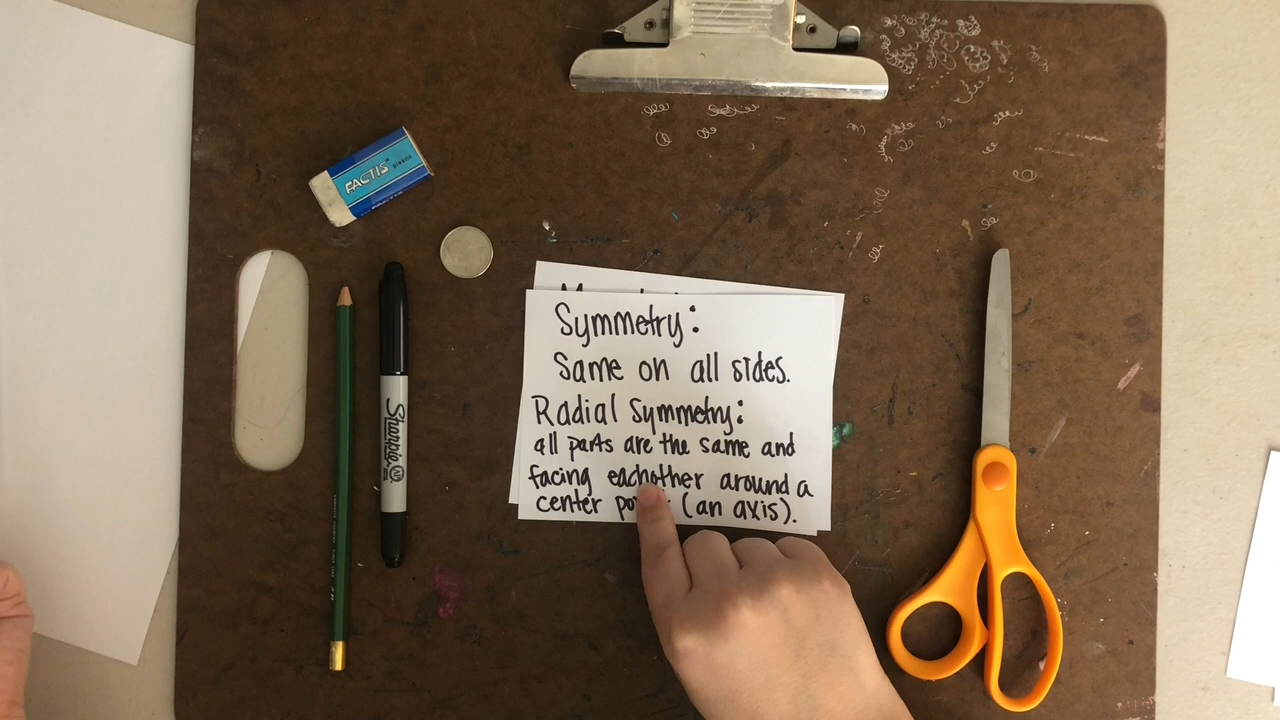 FACTIS plastic
Sharpie
Symmetry:
Same on all sides.
Radial Symmetry:
all parts are the same and
facing eachother around a
center (an axis).